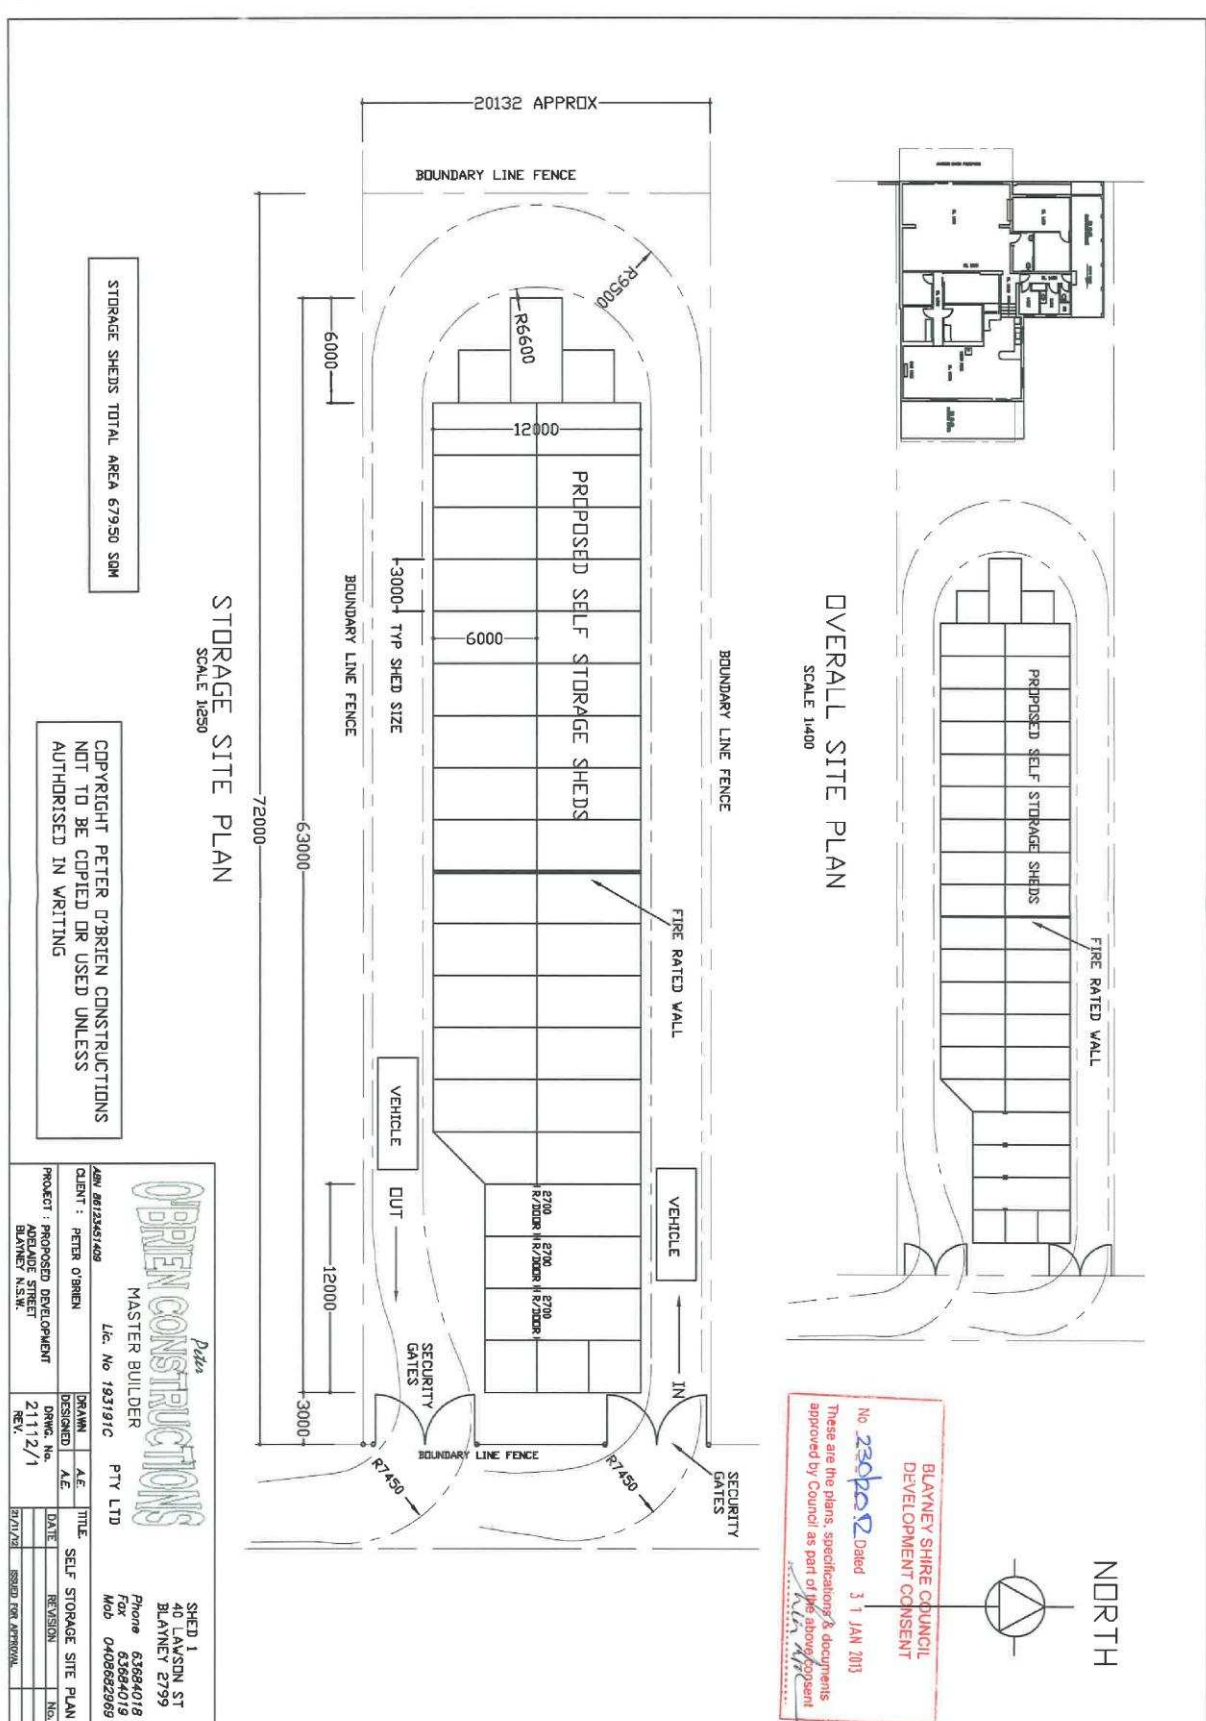 20132 APPROX
BOUNDARY LINE FENCE
R9500
R6600
6000
12000
PROPOSED SELF STORAGE SHEDS
3000
TYP SHED SIZE
6000
BOUNDARY LINE FENCE
BOUNDARY LINE FENCE
FIRE RATED WALL
63000
72000
VEHICLE
OUT
VEHICLE
IN
2700
R/DOOR
2700
R/DOOR
2700
R/DOOR
12000
3000
SECURITY
GATES
SECURITY
GATES
BOUNDARY LINE FENCE
R7450
R7450
STORAGE SITE PLAN
SCALE 1:250
STORAGE SHEDS TOTAL AREA 679.50 SQM
PROPOSED SELF STORAGE SHEDS
FIRE RATED WALL
OVERALL SITE PLAN
SCALE 1:400
NORTH
BLAYNEY SHIRE COUNCIL
DEVELOPMENT CONSENT
No 230/2012 Dated 31 JAN 2013
These are the plans, specifications & documents
approved by Council as part of the above consent
COPYRIGHT PETER O'BRIEN CONSTRUCTIONS
NOT TO BE COPIED OR USED UNLESS
AUTHORISED IN WRITING
Peter
O'BRIEN CONSTRUCTIONS
MASTER BUILDER
PTY LTD
Lic. No 193191C
ABN 86123451409
SHED 1
40 LAWSON ST
BLAYNEY 2799
Phone 63684018
Fax 63684019
Mob 0408682969
CLIENT : PETER O'BRIEN
PROJECT : PROPOSED DEVELOPMENT
ADELAIDE STREET
BLAYNEY N.S.W.
DRAWN A.E.
DESIGNED A.E.
DRWG. No.
21112/1
REV.
TITLE.
SELF STORAGE SITE PLAN
DATE REVISION No.
21/11/12 ISSUED FOR APPROVAL